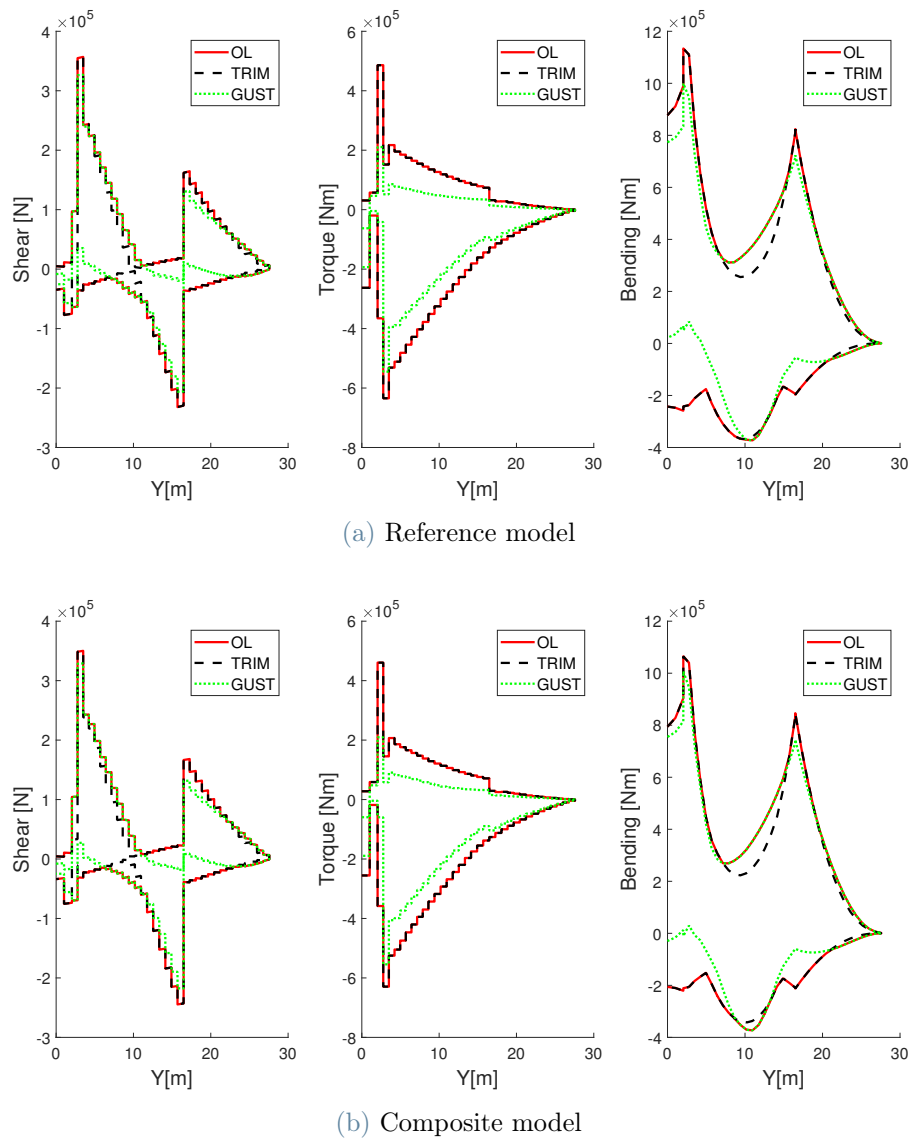 ×10⁵
4
3
2
1
0
-1
-2
-3
Shear [N]
0 10 20 30
Y[m]
OL
TRIM
GUST
×10⁵
6
4
2
0
-2
-4
-6
-8
Torque [Nm]
0 10 20 30
Y[m]
OL
TRIM
GUST
×10⁵
12
10
8
6
4
2
0
-2
-4
Bending [Nm]
0 10 20 30
Y[m]
OL
TRIM
GUST
(a) Reference model
×10⁵
4
3
2
1
0
-1
-2
-3
Shear [N]
0 10 20 30
Y[m]
OL
TRIM
GUST
×10⁵
6
4
2
0
-2
-4
-6
-8
Torque [Nm]
0 10 20 30
Y[m]
OL
TRIM
GUST
×10⁵
12
10
8
6
4
2
0
-2
-4
Bending [Nm]
0 10 20 30
Y[m]
OL
TRIM
GUST
(b) Composite model